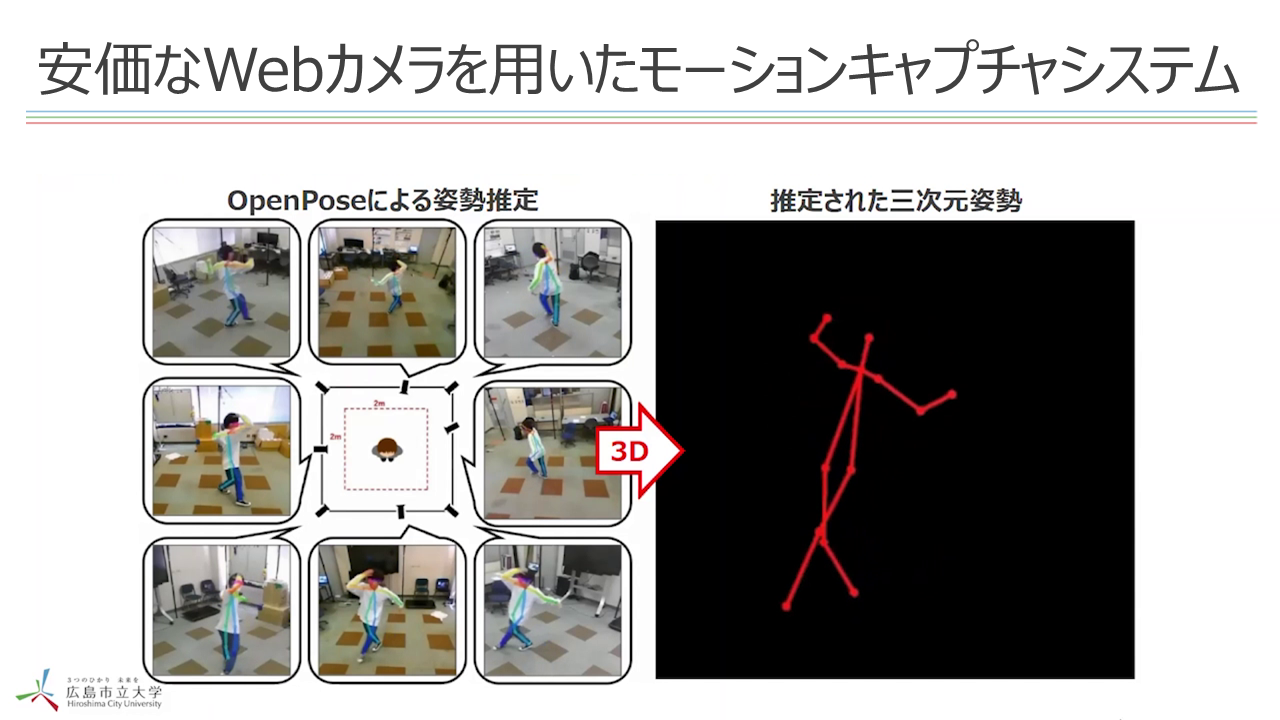 安価なWebカメラを用いたモーションキャプチャシステム
OpenPoseによる姿勢推定
推定された三次元姿勢
2m
2m
3D
3つのひかり 未来を
広島市立大学
Hiroshima City University